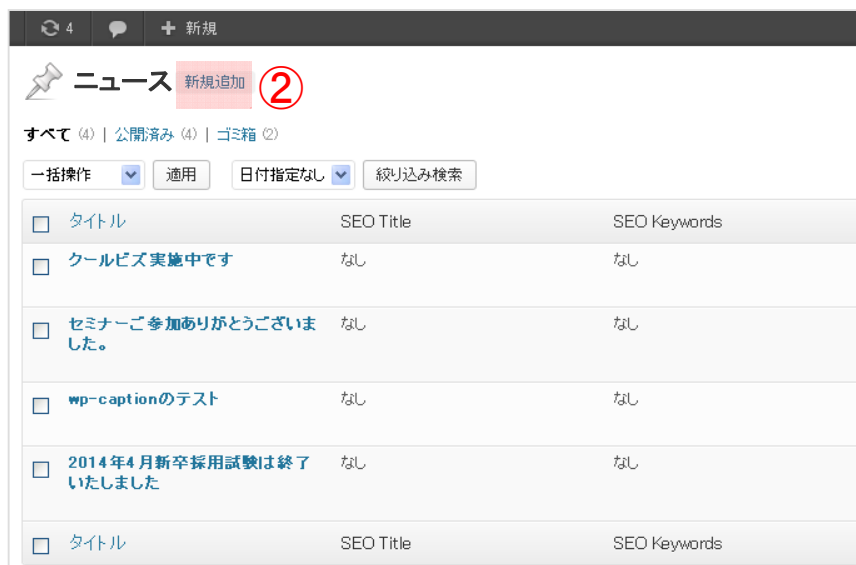 4 新規
ニュース 新規追加 ②
すべて (4) | 公開済み (4) | ゴミ箱 (2)
一括操作 適用 日付指定なし 絞り込み検索
タイトル SEO Title SEO Keywords
クールビズ実施中です なし なし
セミナーご参加ありがとうございま なし なし
した。
wp-captionのテスト なし なし
2014年4月新卒採用試験は終了 なし なし
いたしました
タイトル SEO Title SEO Keywords